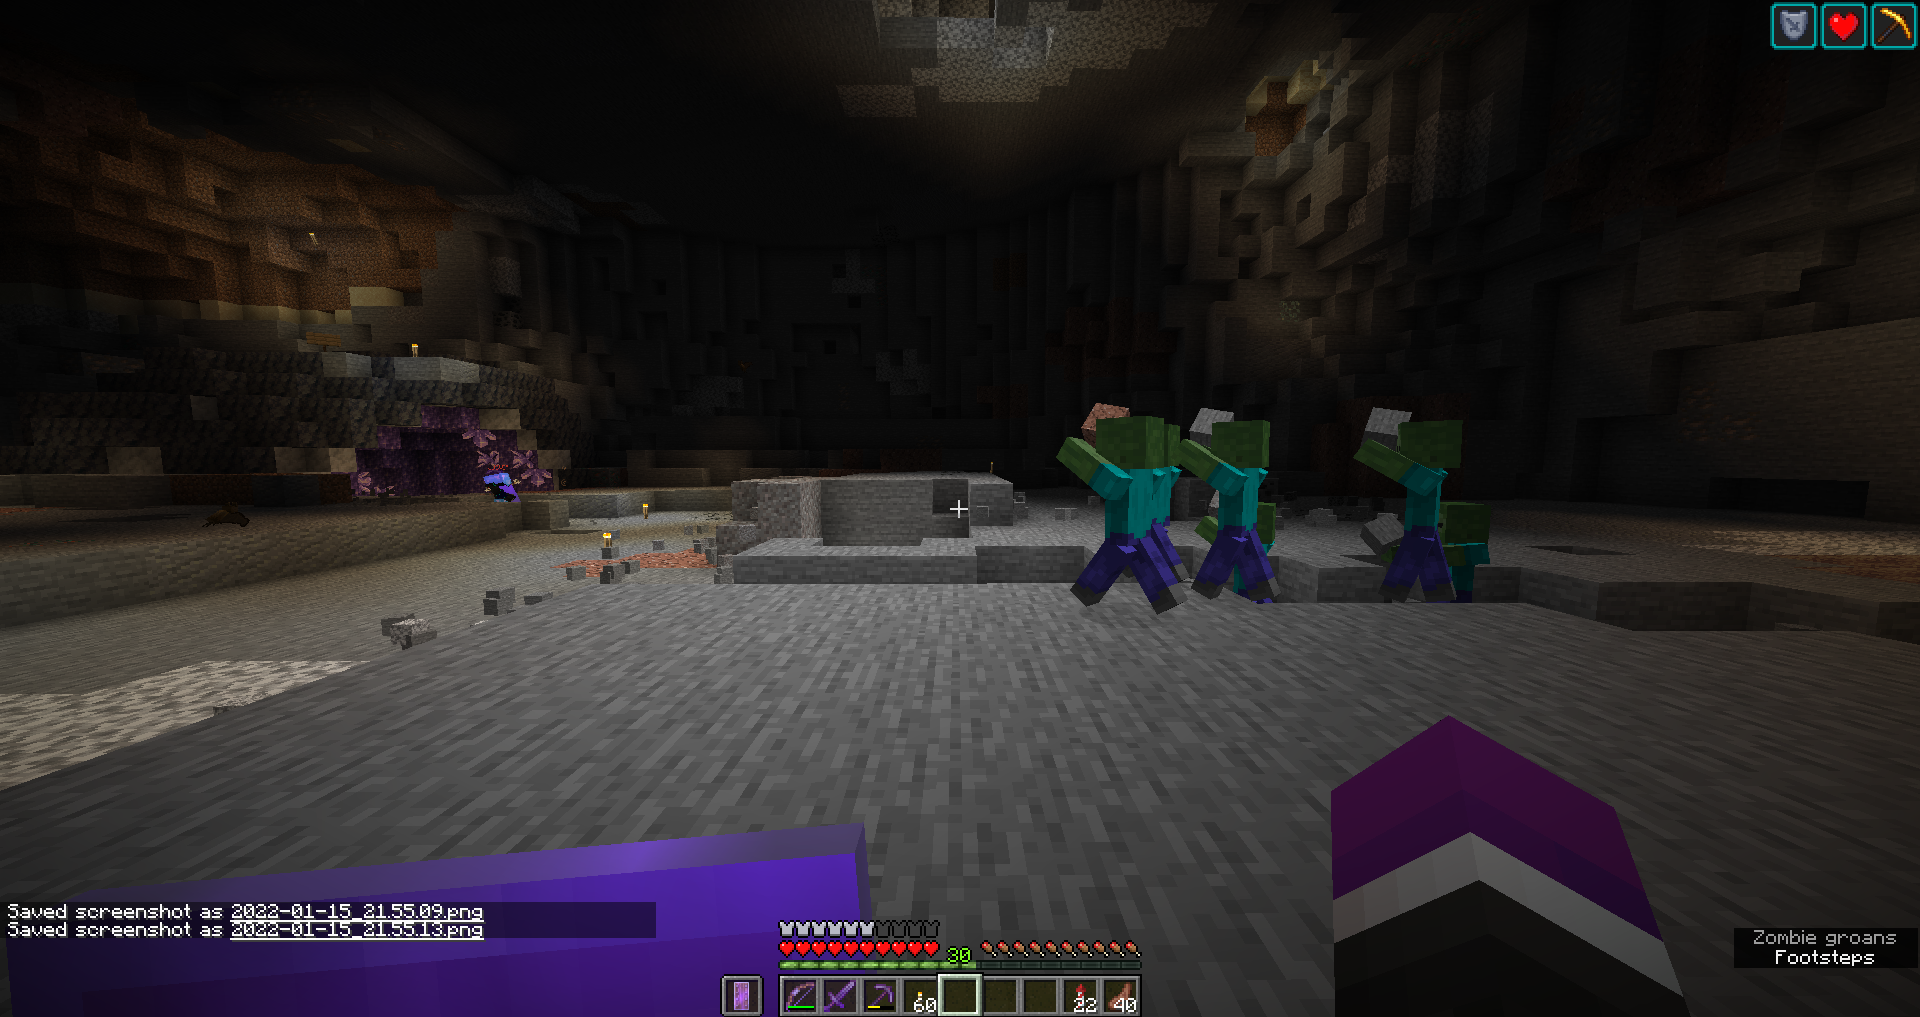 Saved screenshot as 2022-01-15_21.55.09.png
Saved screenshot as 2022-01-15_21.55.13.png
Zombie groans
Footsteps
30
60
22
40